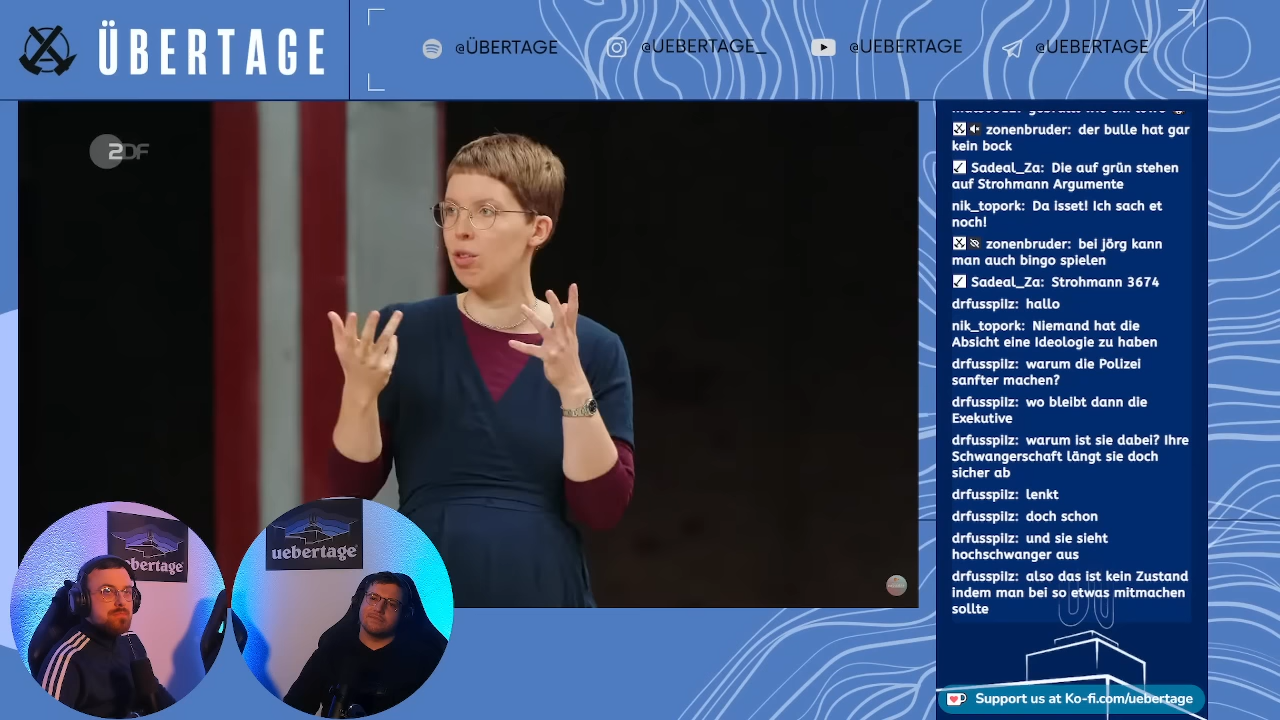 ÜBERTAGE
@ÜBERTAGE
@UEBERTAGE_
@UEBERTAGE
@UEBERTAGE
ZDF
zonenbruder: der bulle hat gar
kein bock
Sadeal_Za: Die auf grün stehen
auf Strohmann Argumente
nik_topork: Da isset! Ich sach et
noch!
zonenbruder: bei jörg kann
man auch bingo spielen
Sadeal_Za: Strohmann 3674
drfusspilz: hallo
nik_topork: Niemand hat die
Absicht eine Ideologie zu haben
drfusspilz: warum die Polizei
sanfter machen?
drfusspilz: wo bleibt dann die
Exekutive
drfusspilz: warum ist sie dabei? Ihre
Schwangerschaft längt sie doch
sicher ab
drfusspilz: lenkt
drfusspilz: doch schon
drfusspilz: und sie sieht
hochschwanger aus
drfusspilz: also das ist kein Zustand
indem man bei so etwas mitmachen
sollte
uebertage
Support us at Ko-fi.com/uebertage